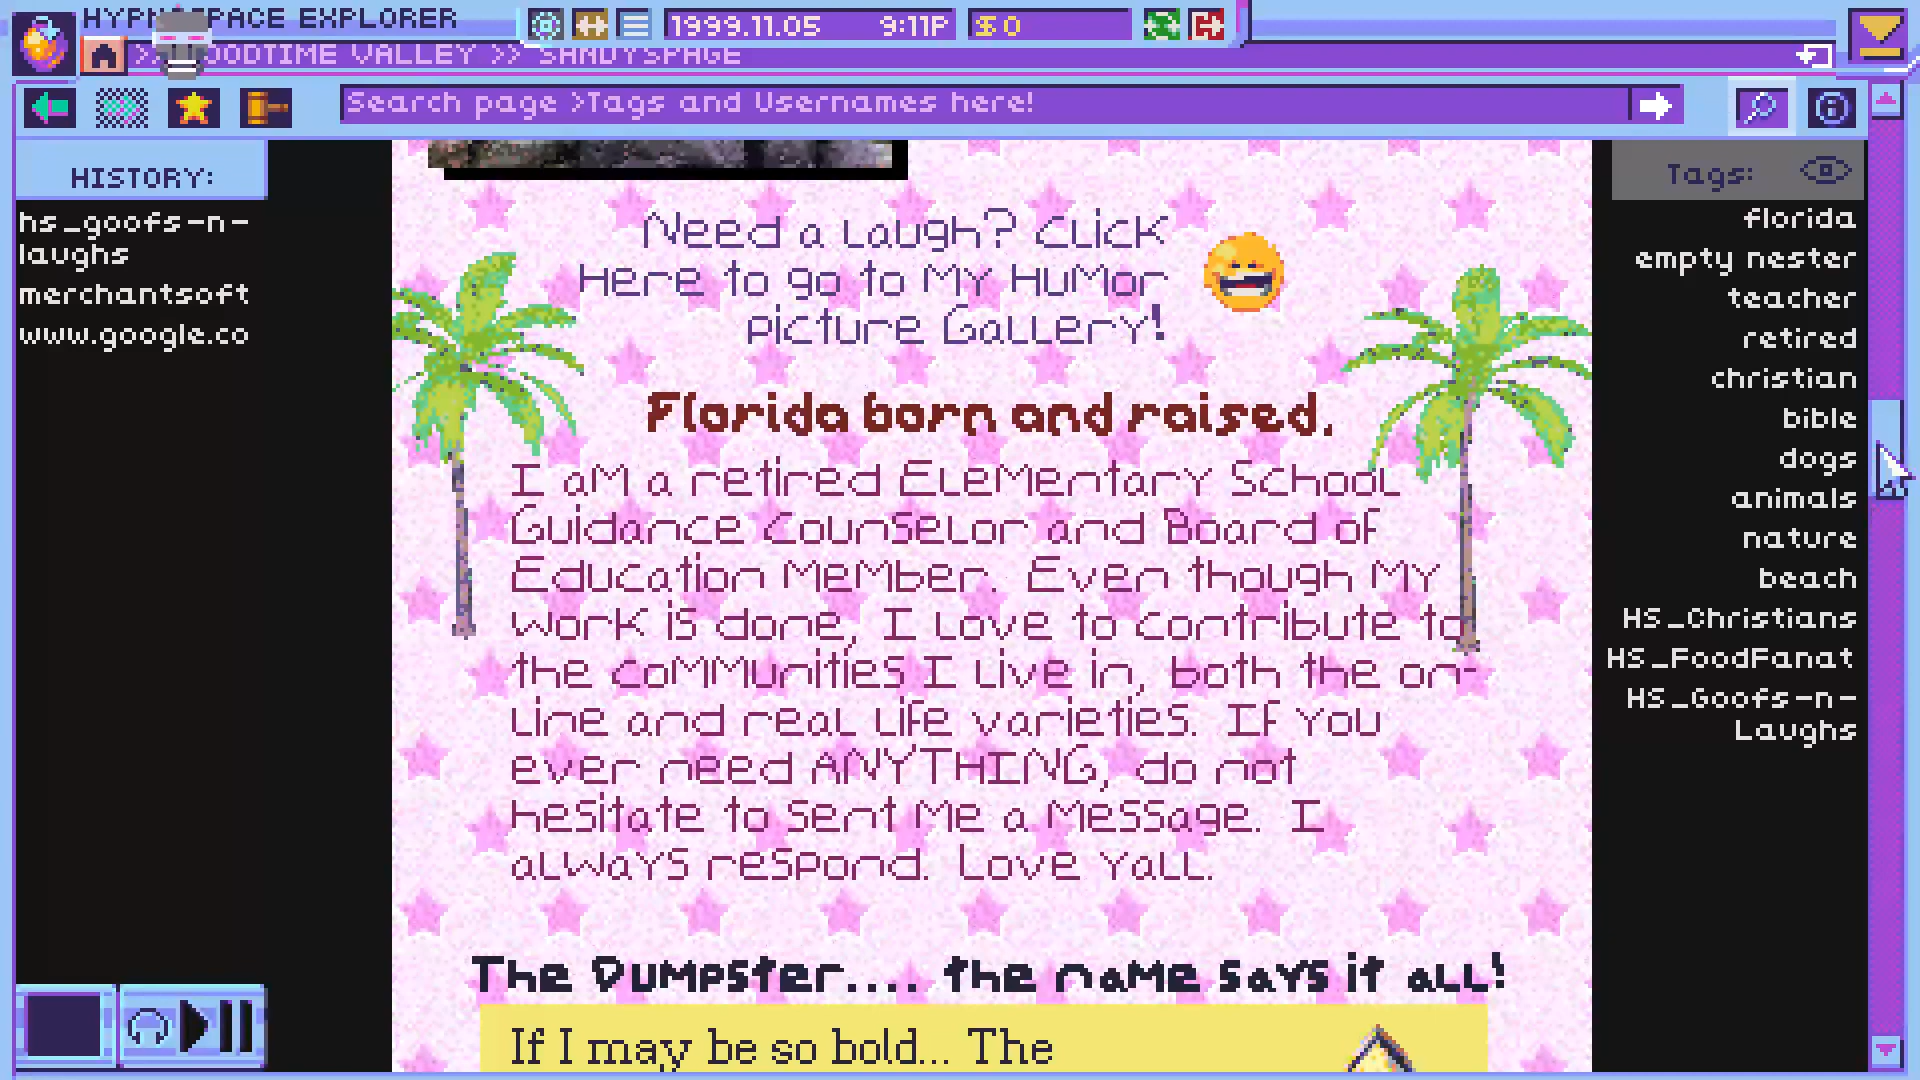 HYPNOSPACE EXPLORER
1999.11.05 9:11P
0
>> GOODTIME VALLEY >> SANDYSPAGE
Search page >Tags and Usernames here!
HISTORY:
hs_goofs-n-
laughs
merchantsoft
www.google.co
Need a Laugh? Click
Here to go to My Humor
picture Gallery!
Florida born and raised.
I am a retired Elementary School
Guidance Counselor and Board of
Education Member. Even though My
Work is done, I Love to contribute to
the communities I Live in, both the on-
Line and real Life varieties. If You
ever need ANYTHING, do not
hesitate to Sent Me a Message. I
always respond. Love Yall.
The Dumpster.... the name says it all!
If I may be so bold... The
Tags:
florida
empty nester
teacher
retired
christian
bible
dogs
animals
nature
beach
HS_Christians
HS_FoodFanat
HS_Goofs-n-
Laughs